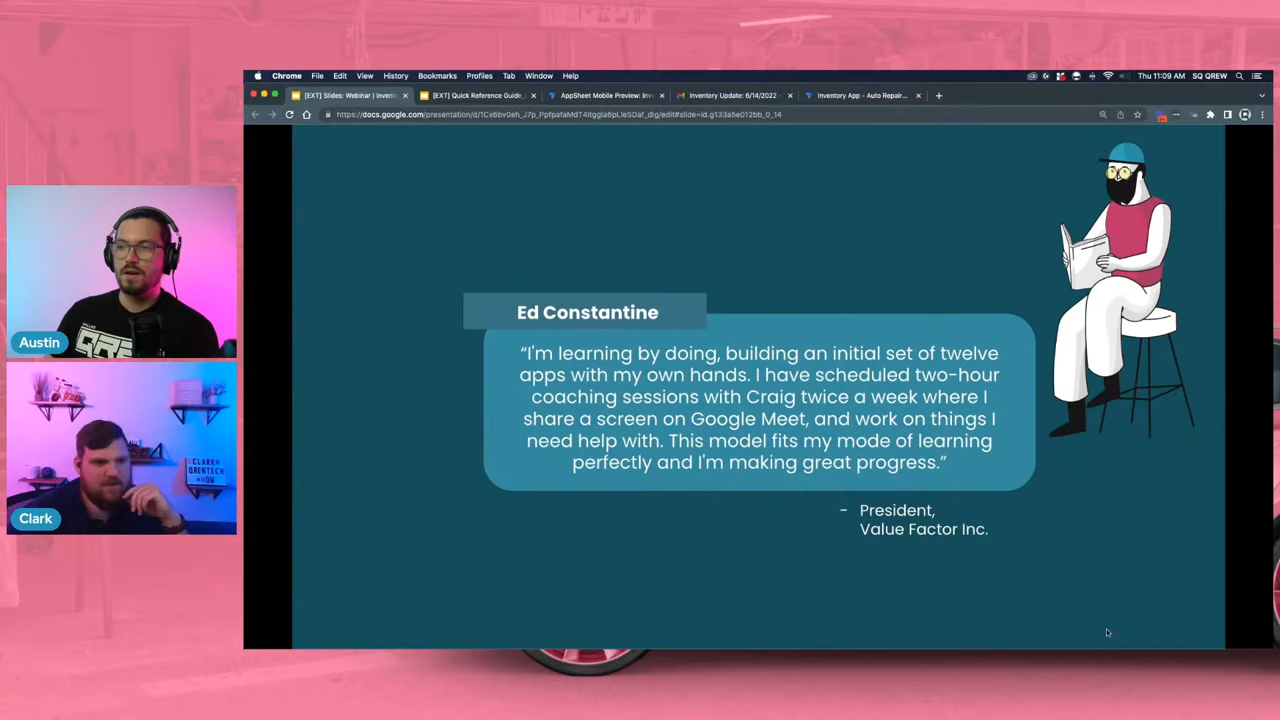 Chrome File Edit View History Bookmarks Profiles Tab Window Help
Thu 11:09 AM SQ QREW
[EXT] Slides: Webinar | Invent
[EXT] Quick Reference Guide_
AppSheet Mobile Preview: Inve
Inventory Update: 6/14/2022 -
Inventory App - Auto Repair...
Ed Constantine
“I'm learning by doing, building an initial set of twelve
apps with my own hands. I have scheduled two-hour
coaching sessions with Craig twice a week where I
share a screen on Google Meet, and work on things I
need help with. This model fits my mode of learning
perfectly and I'm making great progress.”
- President,
Value Factor Inc.
Austin
CLARK
QREWTECH
Clark